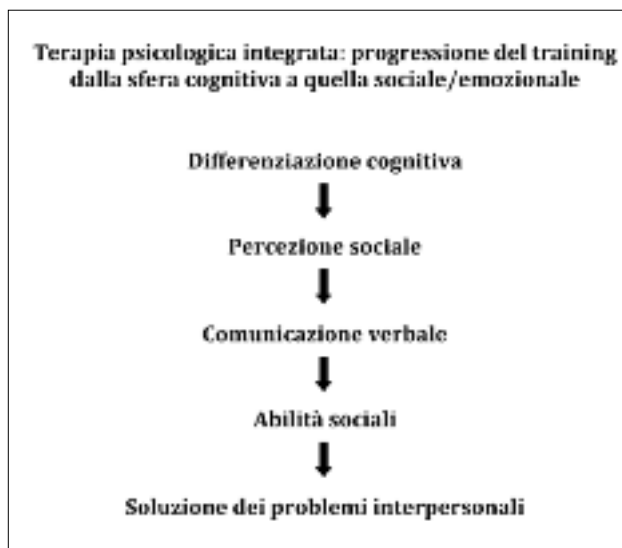 Terapia psicologica integrata: progressione del training
dalla sfera cognitiva a quella sociale/emozionale
Differenziazione cognitiva
Percezione sociale
Comunicazione verbale
Abilità sociali
Soluzione dei problemi interpersonali